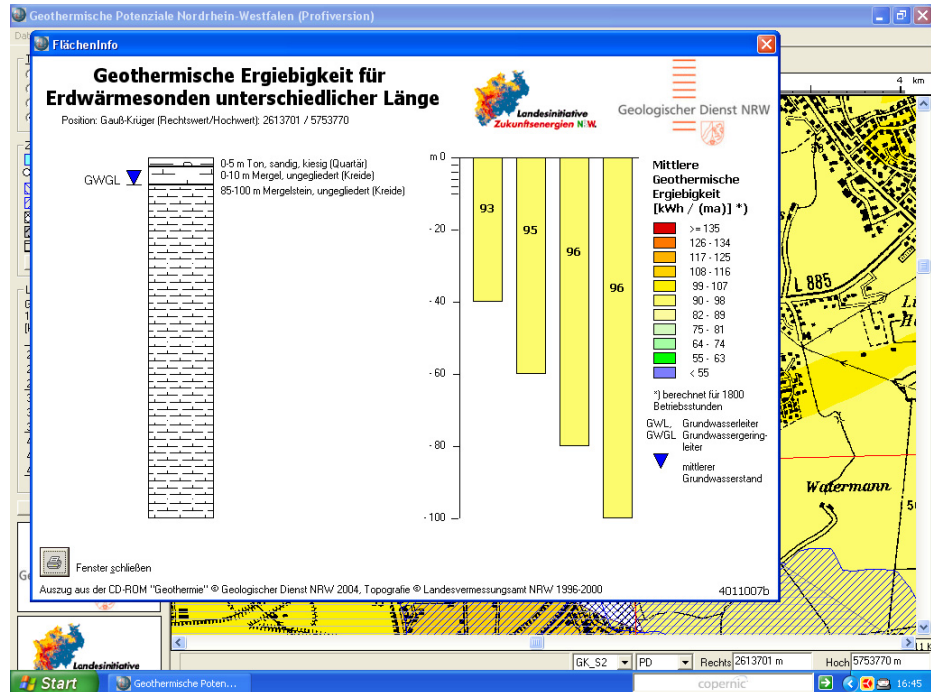 Geothermische Potenziale Nordrhein-Westfalen (Profiversion)
FlächenInfo
Geothermische Ergiebigkeit für
Erdwärmesonden unterschiedlicher Länge
Position: Gauß-Krüger (Rechtswert/Hochwert): 2613701 / 5753770
Landesinitiative
Zukunftsenergien NRW.
Geologischer Dienst NRW
4 km
GWGL
0-5 m Ton, sandig, kiesig (Quartär)
0-10 m Mergel, ungegliedert (Kreide)
85-100 m Mergelstein, ungegliedert (Kreide)
m 0
- 20
- 40
- 60
- 80
- 100
93
95
96
96
Mittlere
Geothermische
Ergiebigkeit
[kWh / (ma)] *)
>= 135
126 - 134
117 - 125
108 - 116
99 - 107
90 - 98
82 - 89
75 - 81
64 - 74
55 - 63
< 55
*) berechnet für 1800
Betriebsstunden
GWL, Grundwasserleiter
GWGL Grundwassergering-
leiter
mittlerer
Grundwasserstand
L 885
Watermann
Fenster schließen
Auszug aus der CD-ROM "Geothermie" © Geologischer Dienst NRW 2004, Topografie © Landesvermessungsamt NRW 1996-2000
4011007b
Landesinitiative
GK_S2
PD
Rechts 2613701 m
Hoch 5753770 m
Start
Geothermische Poten...
copernic
16:45